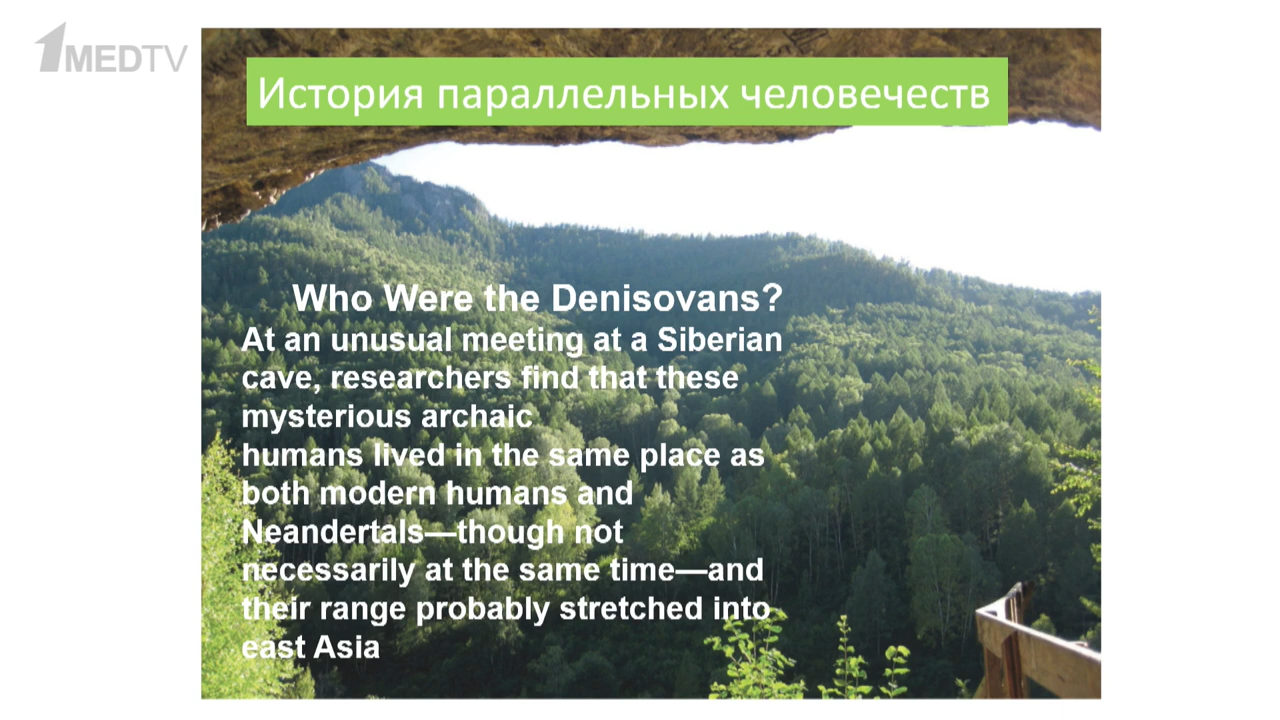 1MEDTV
История параллельных человечеств
Who Were the Denisovans?
At an unusual meeting at a Siberian
cave, researchers find that these
mysterious archaic
humans lived in the same place as
both modern humans and
Neandertals—though not
necessarily at the same time—and
their range probably stretched into
east Asia